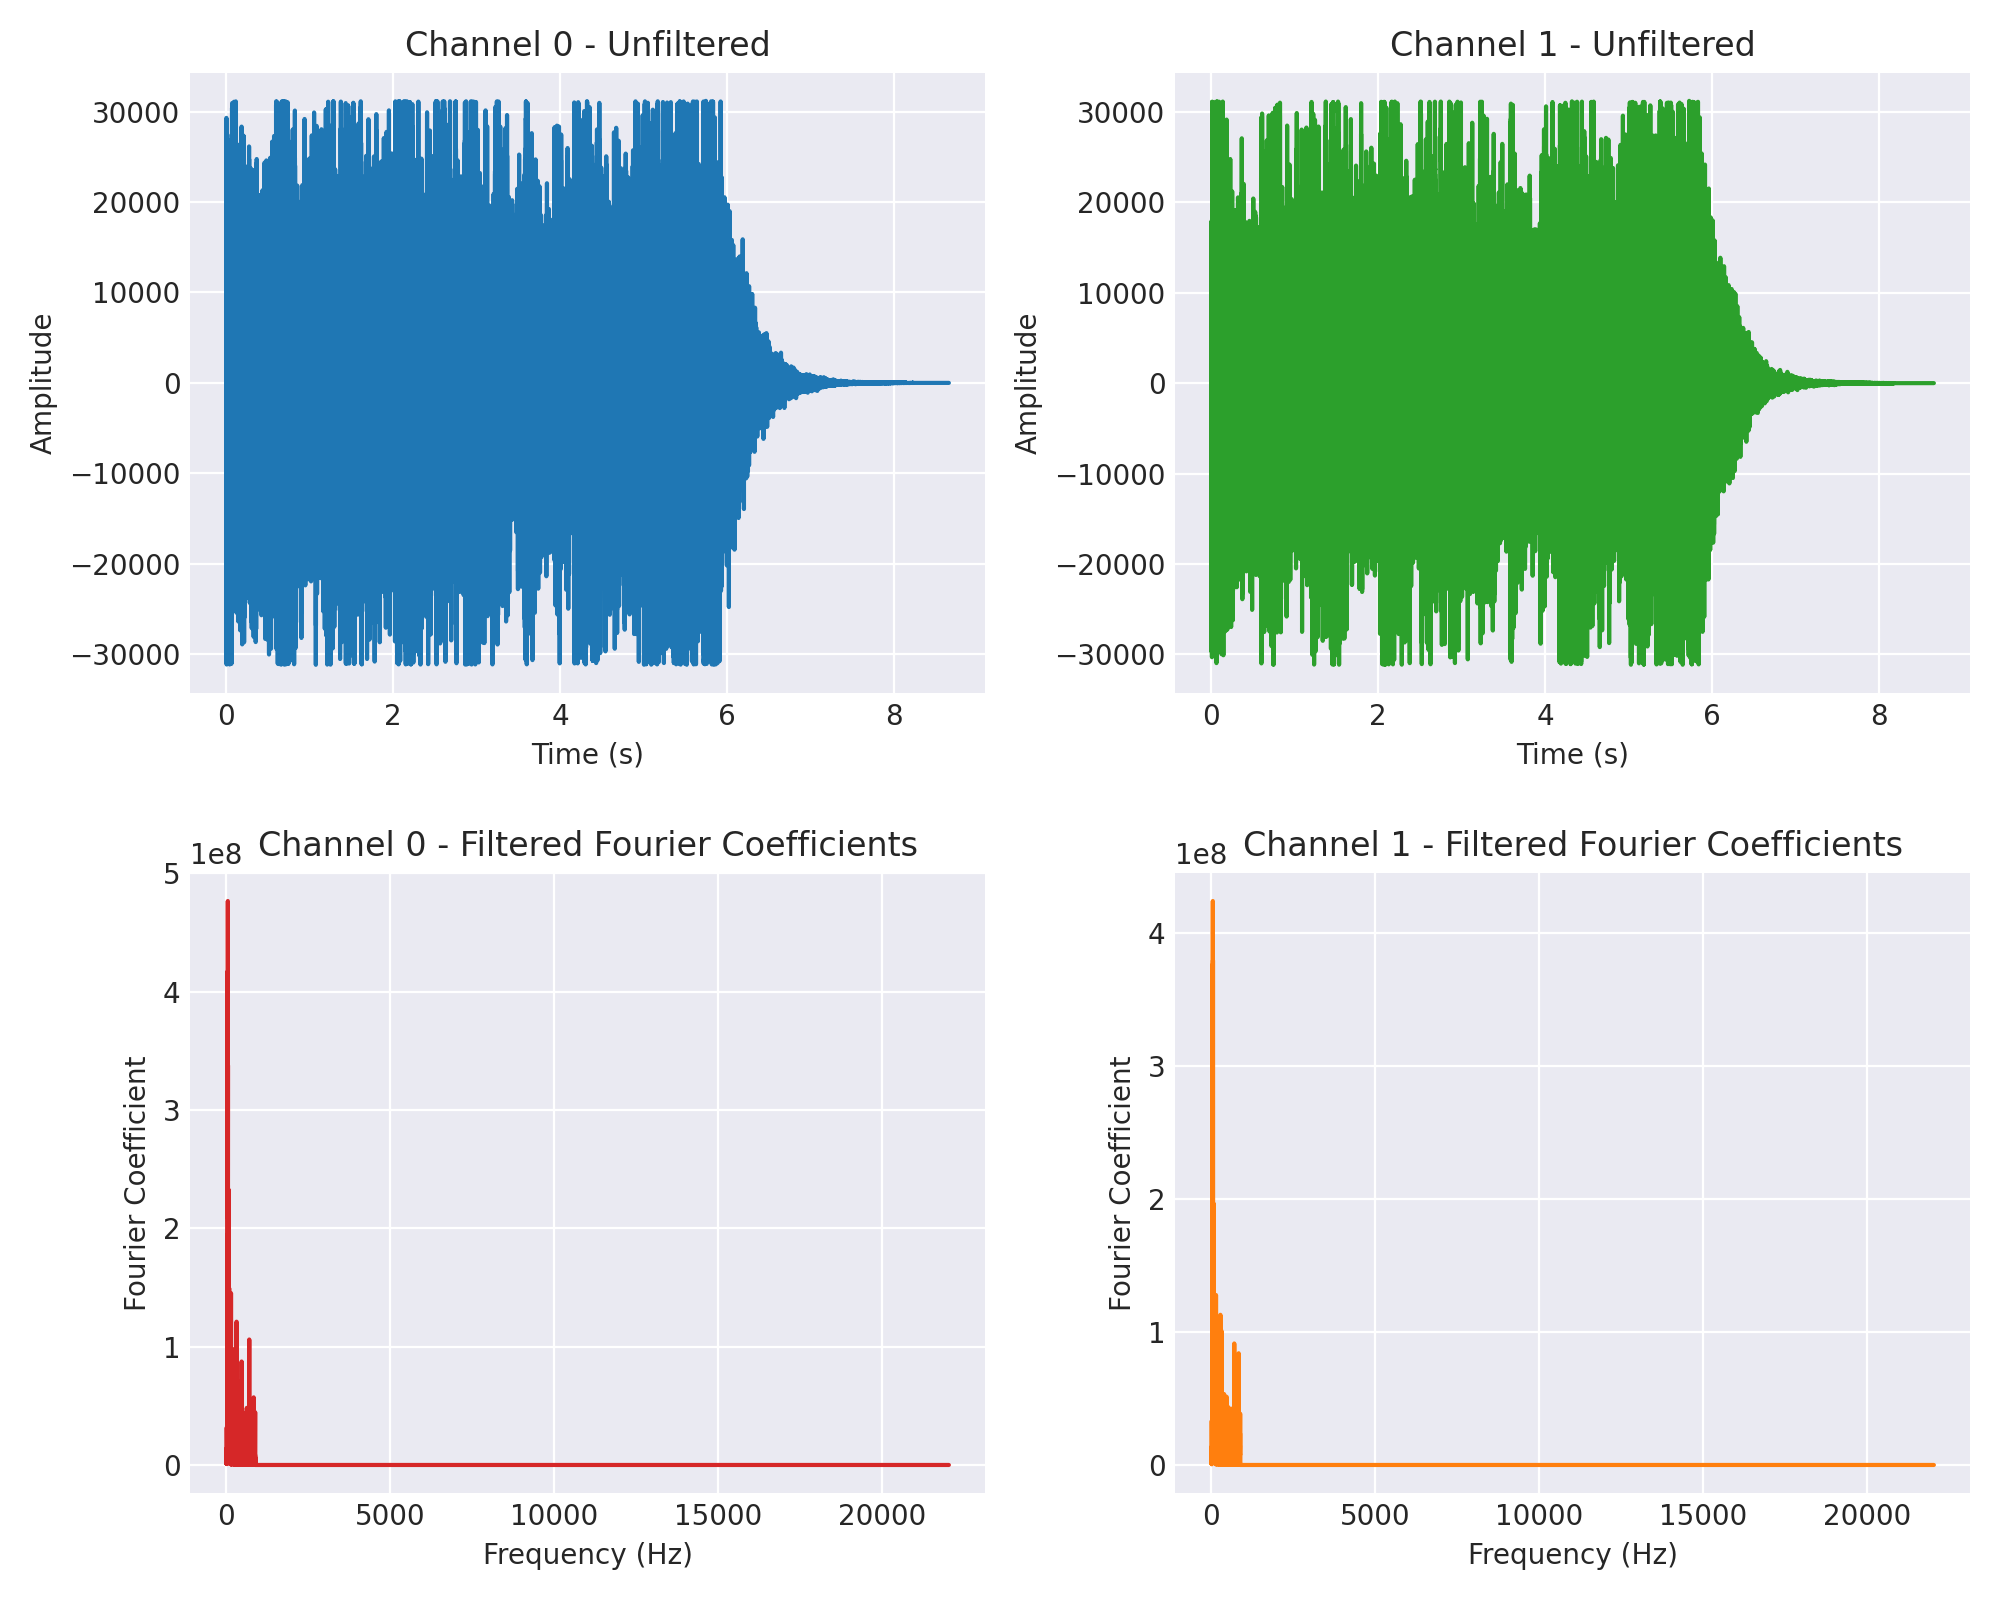 Channel 0 - Unfiltered
Amplitude
30000
20000
10000
0
−10000
−20000
−30000
0 2 4 6 8
Time (s)
Channel 1 - Unfiltered
Amplitude
30000
20000
10000
0
−10000
−20000
−30000
0 2 4 6 8
Time (s)
Channel 0 - Filtered Fourier Coefficients
1e8
Fourier Coefficient
5
4
3
2
1
0
0 5000 10000 15000 20000
Frequency (Hz)
Channel 1 - Filtered Fourier Coefficients
1e8
Fourier Coefficient
4
3
2
1
0
0 5000 10000 15000 20000
Frequency (Hz)